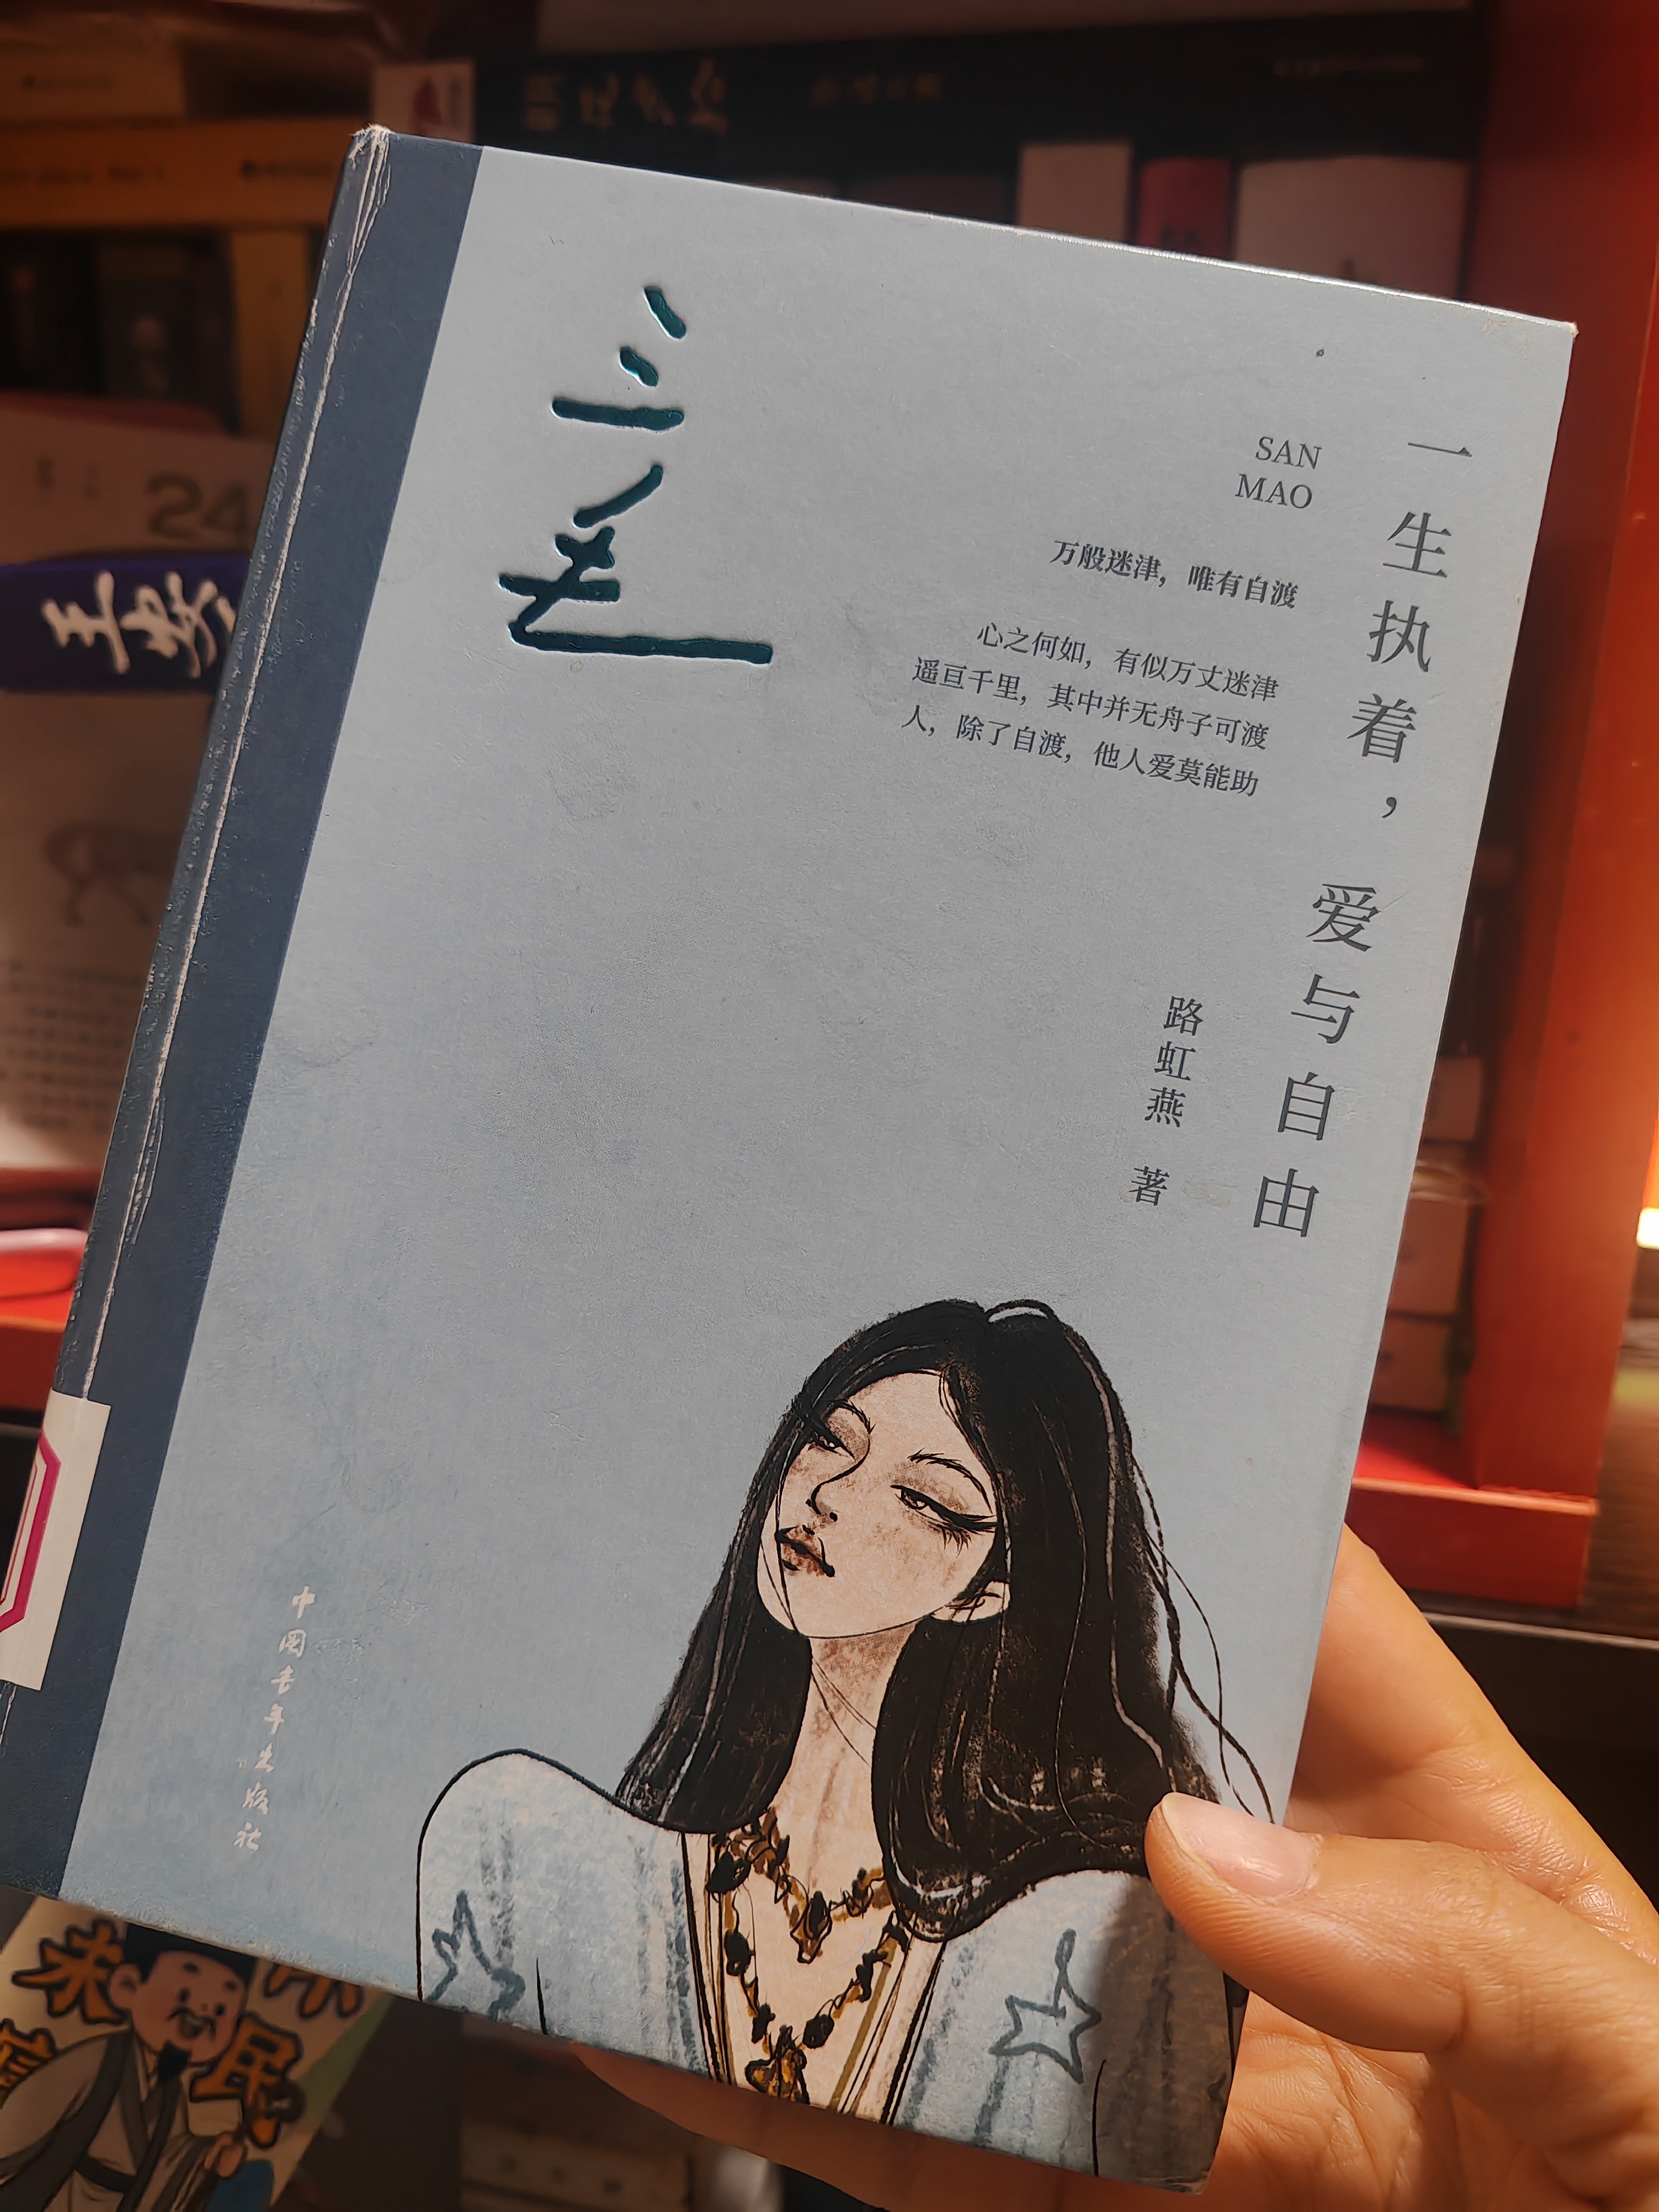 三毛
SAN
MAO
一生执着，爱与自由
万般迷津，唯有自渡
心之何如，有似万丈迷津
遥亘千里，其中并无舟子可渡
人，除了自渡，他人爱莫能助
路虹燕 著
中国青年出版社
24
王安